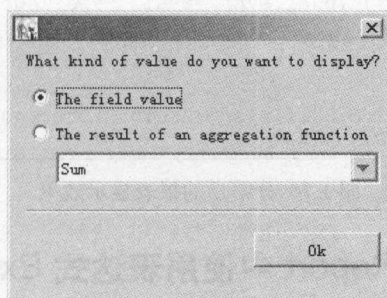 What kind of value do you want to display?
The field value
The result of an aggregation function
Sum
Ok